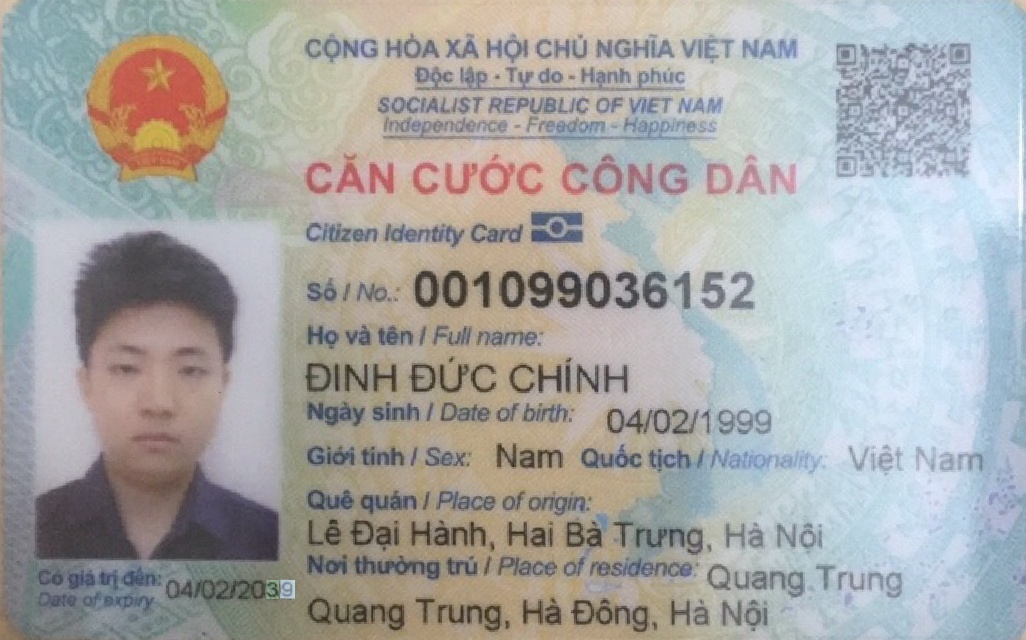 CỘNG HÒA XÃ HỘI CHỦ NGHĨA VIỆT NAM
Độc lập - Tự do - Hạnh phúc
SOCIALIST REPUBLIC OF VIET NAM
Independence - Freedom - Happiness
CĂN CƯỚC CÔNG DÂN
Citizen Identity Card
Số / No.: 001099036152
Họ và tên / Full name:
ĐINH ĐỨC CHÍNH
Ngày sinh / Date of birth: 04/02/1999
Giới tính / Sex: Nam Quốc tịch / Nationality: Việt Nam
Quê quán / Place of origin:
Lê Đại Hành, Hai Bà Trưng, Hà Nội
Nơi thường trú / Place of residence: Quang Trung
Quang Trung, Hà Đông, Hà Nội
Có giá trị đến: 04/02/2039
Date of expiry